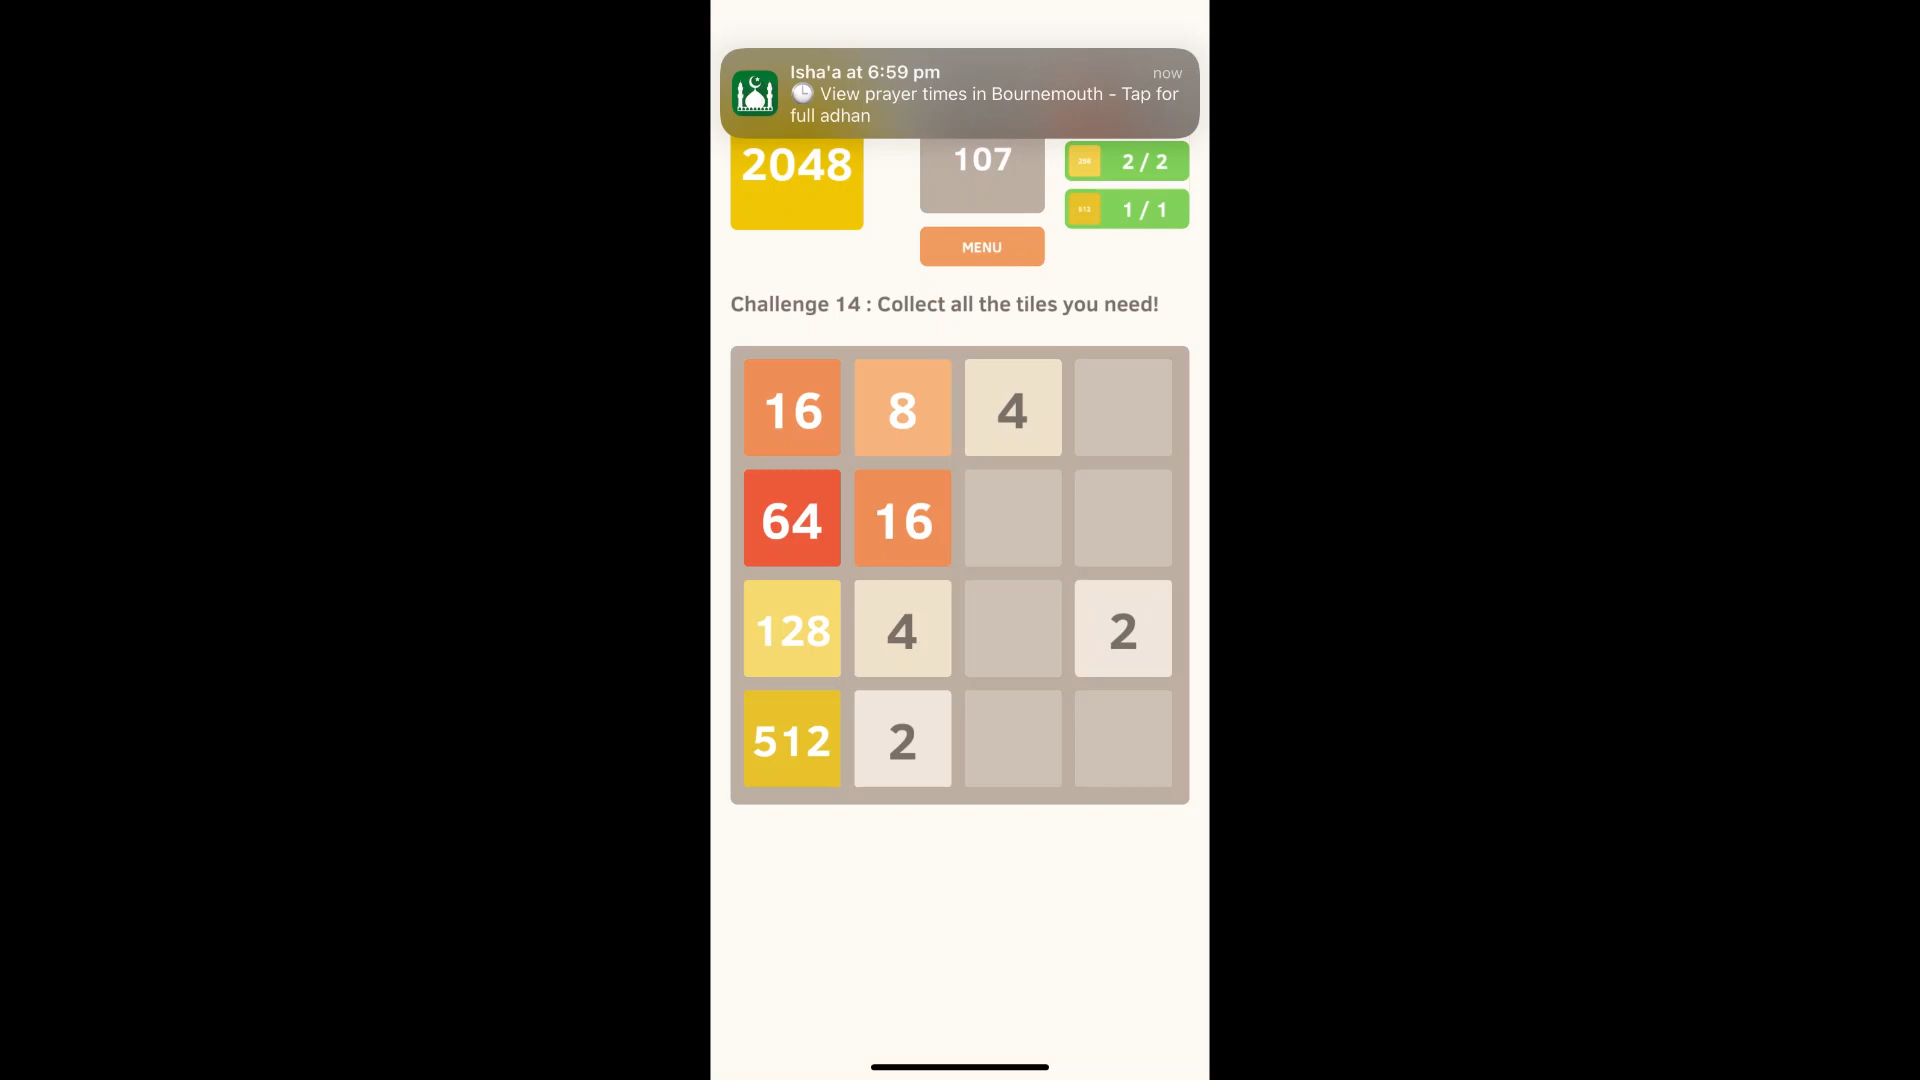 Isha'a at 6:59 pm
now
🕒 View prayer times in Bournemouth - Tap for
full adhan
2048
107
256
2 / 2
512
1 / 1
MENU
Challenge 14 : Collect all the tiles you need!
16 8 4
64 16
128 4 2
512 2